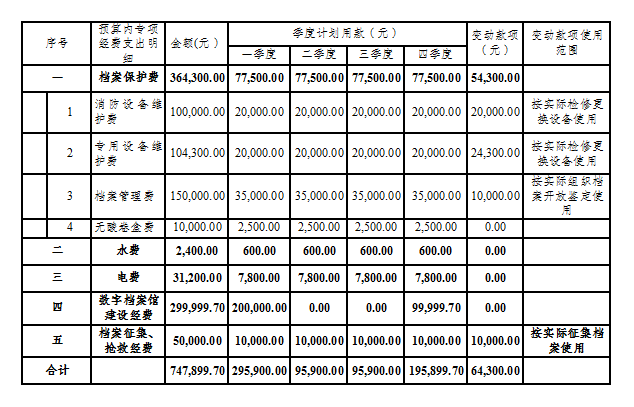 序号 预算内专项经费支出明细 金额(元) 季度计划用款（元） 变动款项（元） 变动款项使用范围
一季度 二季度 三季度 四季度
一 档案保护费 364,300.00 77,500.00 77,500.00 77,500.00 77,500.00 54,300.00
1 消防设备维护费 100,000.00 20,000.00 20,000.00 20,000.00 20,000.00 20,000.00 按实际检修更换设备使用
2 专用设备维护费 104,300.00 20,000.00 20,000.00 20,000.00 20,000.00 24,300.00 按实际检修更换设备使用
3 档案管理费 150,000.00 35,000.00 35,000.00 35,000.00 35,000.00 10,000.00 按实际组织档案开放鉴定使用
4 无酸卷盒费 10,000.00 2,500.00 2,500.00 2,500.00 2,500.00 0.00
二 水费 2,400.00 600.00 600.00 600.00 600.00 0.00
三 电费 31,200.00 7,800.00 7,800.00 7,800.00 7,800.00 0.00
四 数字档案馆建设经费 299,999.70 200,000.00 0.00 0.00 99,999.70 0.00
五 档案征集、抢救经费 50,000.00 10,000.00 10,000.00 10,000.00 10,000.00 10,000.00 按实际征集档案使用
合计 747,899.70 295,900.00 95,900.00 95,900.00 195,899.70 64,300.00